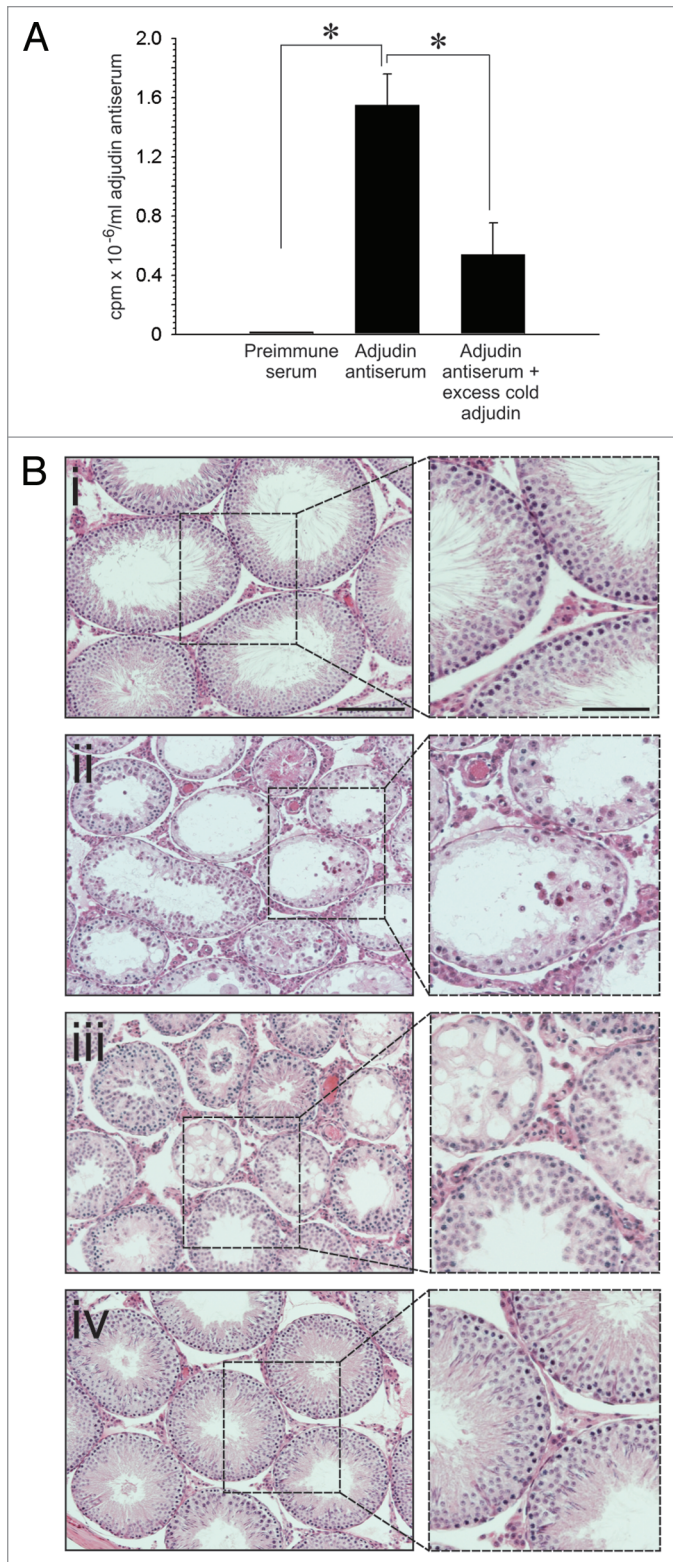 A
* *
2.0
1.6
1.2
0.8
0.4
0
cpm x 10⁻⁶/ml adjudin antiserum
Preimmune
serum
Adjudin
antiserum
Adjudin
antiserum +
excess cold
adjudin
B
i
ii
iii
iv